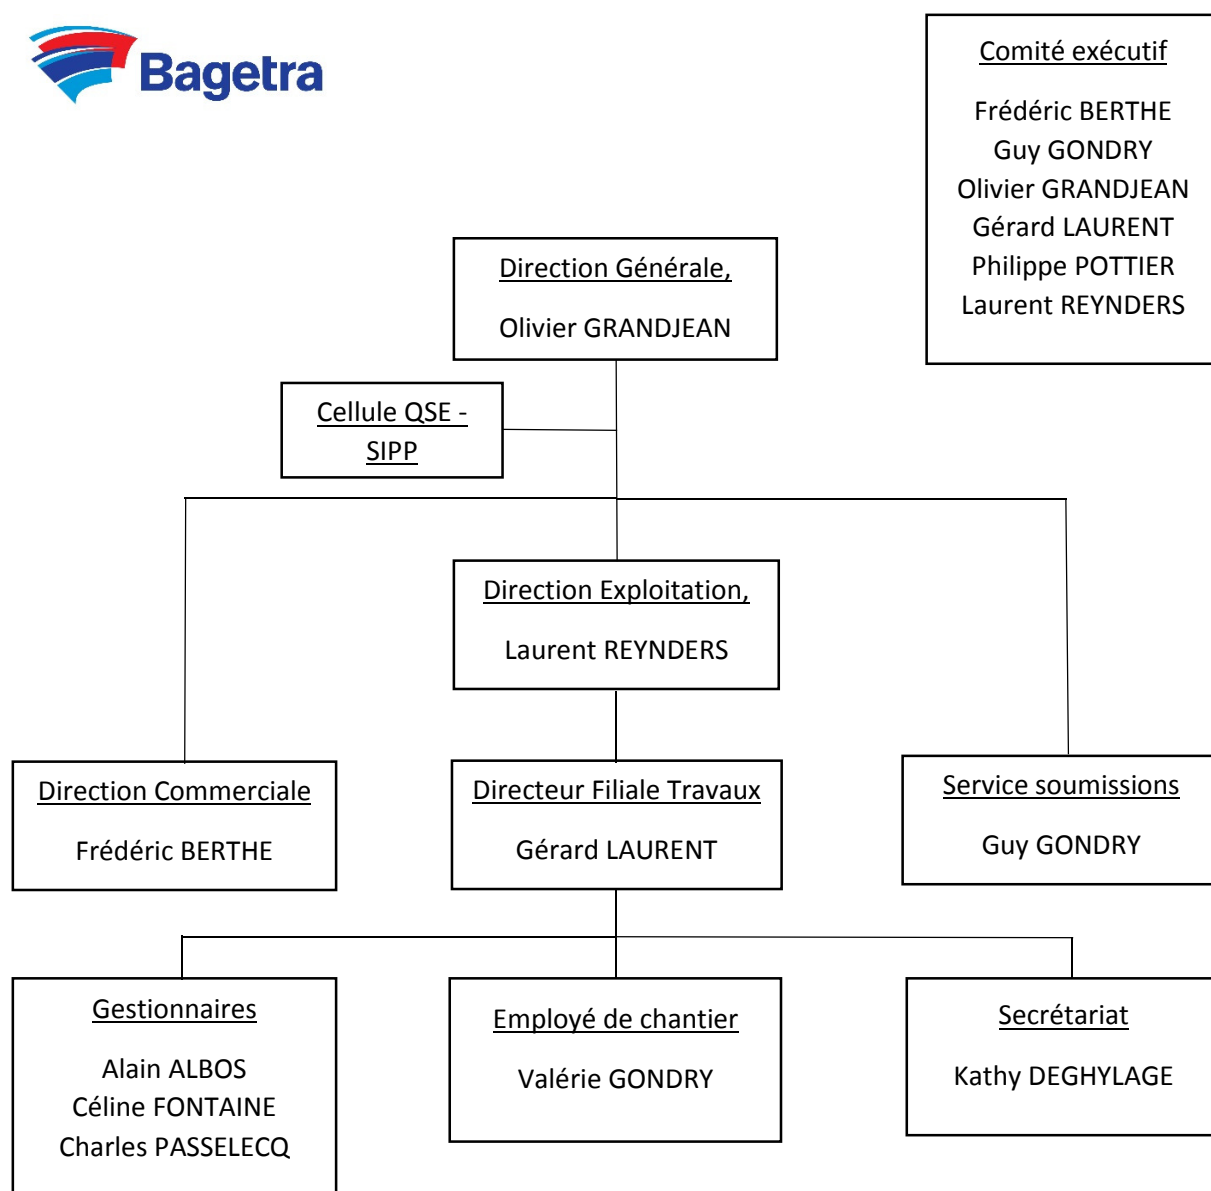 Bagetra
Comité exécutif
Frédéric BERTHE
Guy GONDRY
Olivier GRANDJEAN
Gérard LAURENT
Philippe POTTIER
Laurent REYNDERS
Direction Générale,
Olivier GRANDJEAN
Cellule QSE -
SIPP
Direction Exploitation,
Laurent REYNDERS
Direction Commerciale
Frédéric BERTHE
Directeur Filiale Travaux
Gérard LAURENT
Service soumissions
Guy GONDRY
Gestionnaires
Alain ALBOS
Céline FONTAINE
Charles PASSELECQ
Employé de chantier
Valérie GONDRY
Secrétariat
Kathy DEGHYLAGE